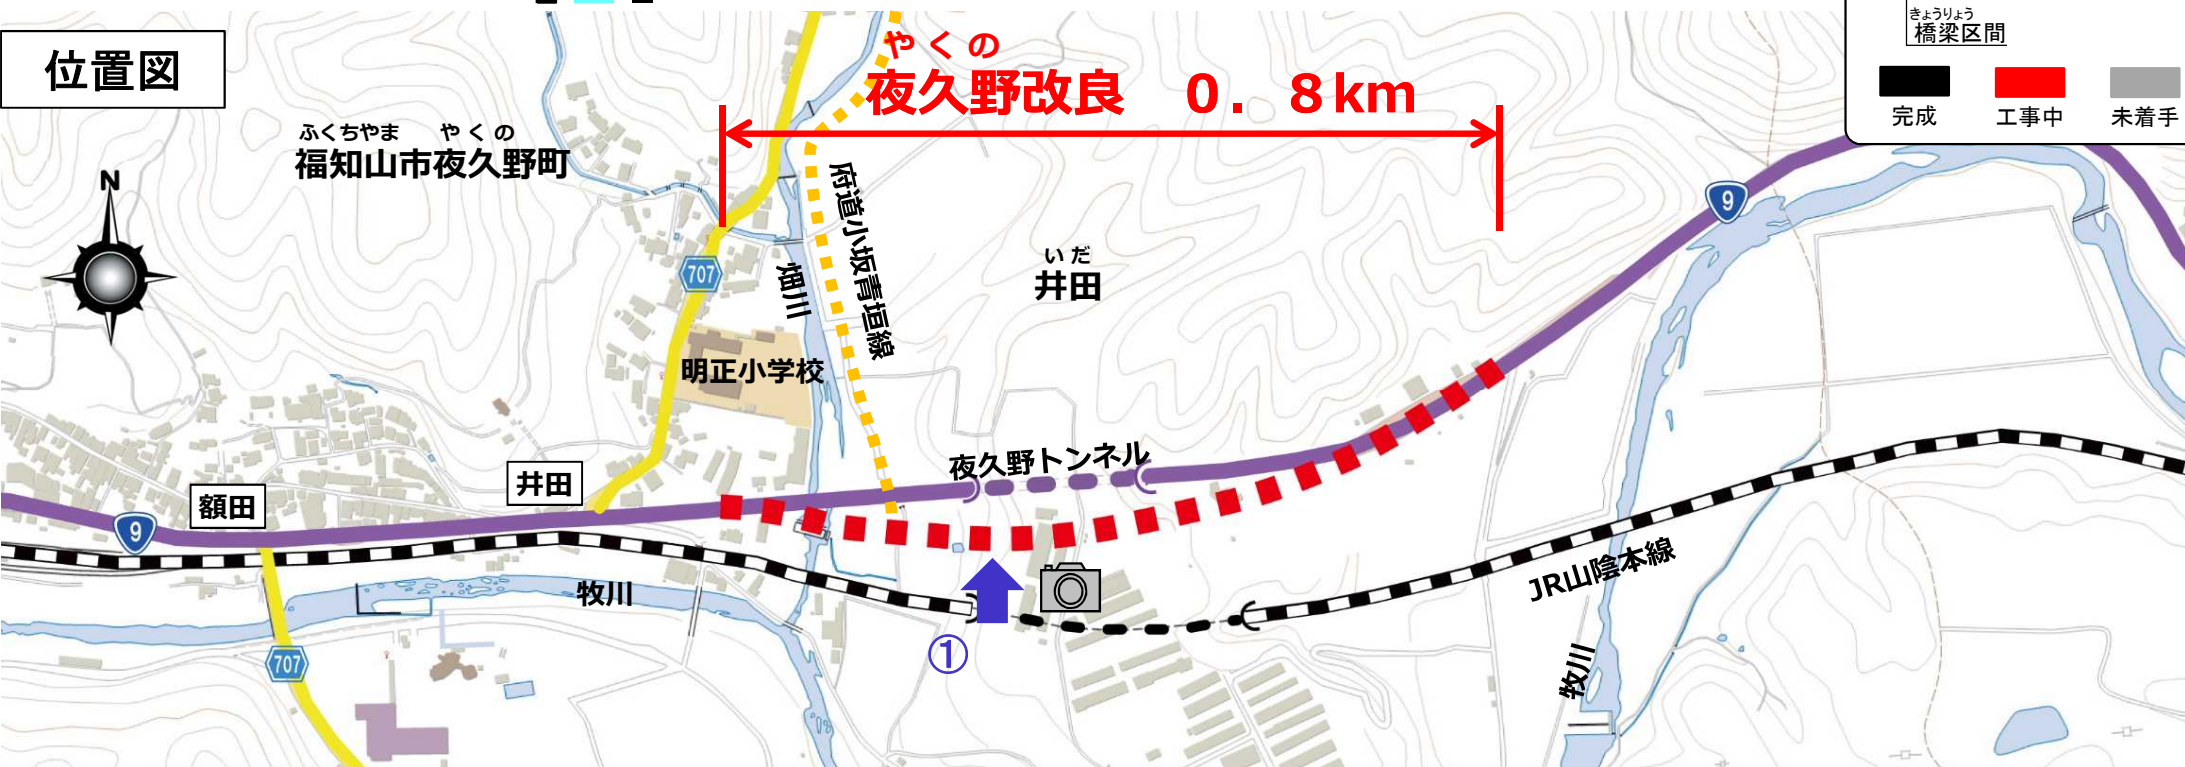 位置図
きょうりょう
橋梁区間
完成 工事中 未着手
やくの
夜久野改良 0.8km
ふくちやま やくの
福知山市夜久野町
N
9
707
畑川
府道小坂青垣線
いだ
井田
明正小学校
夜久野トンネル
井田
額田
9
牧川
JR山陰本線
①
707
牧川